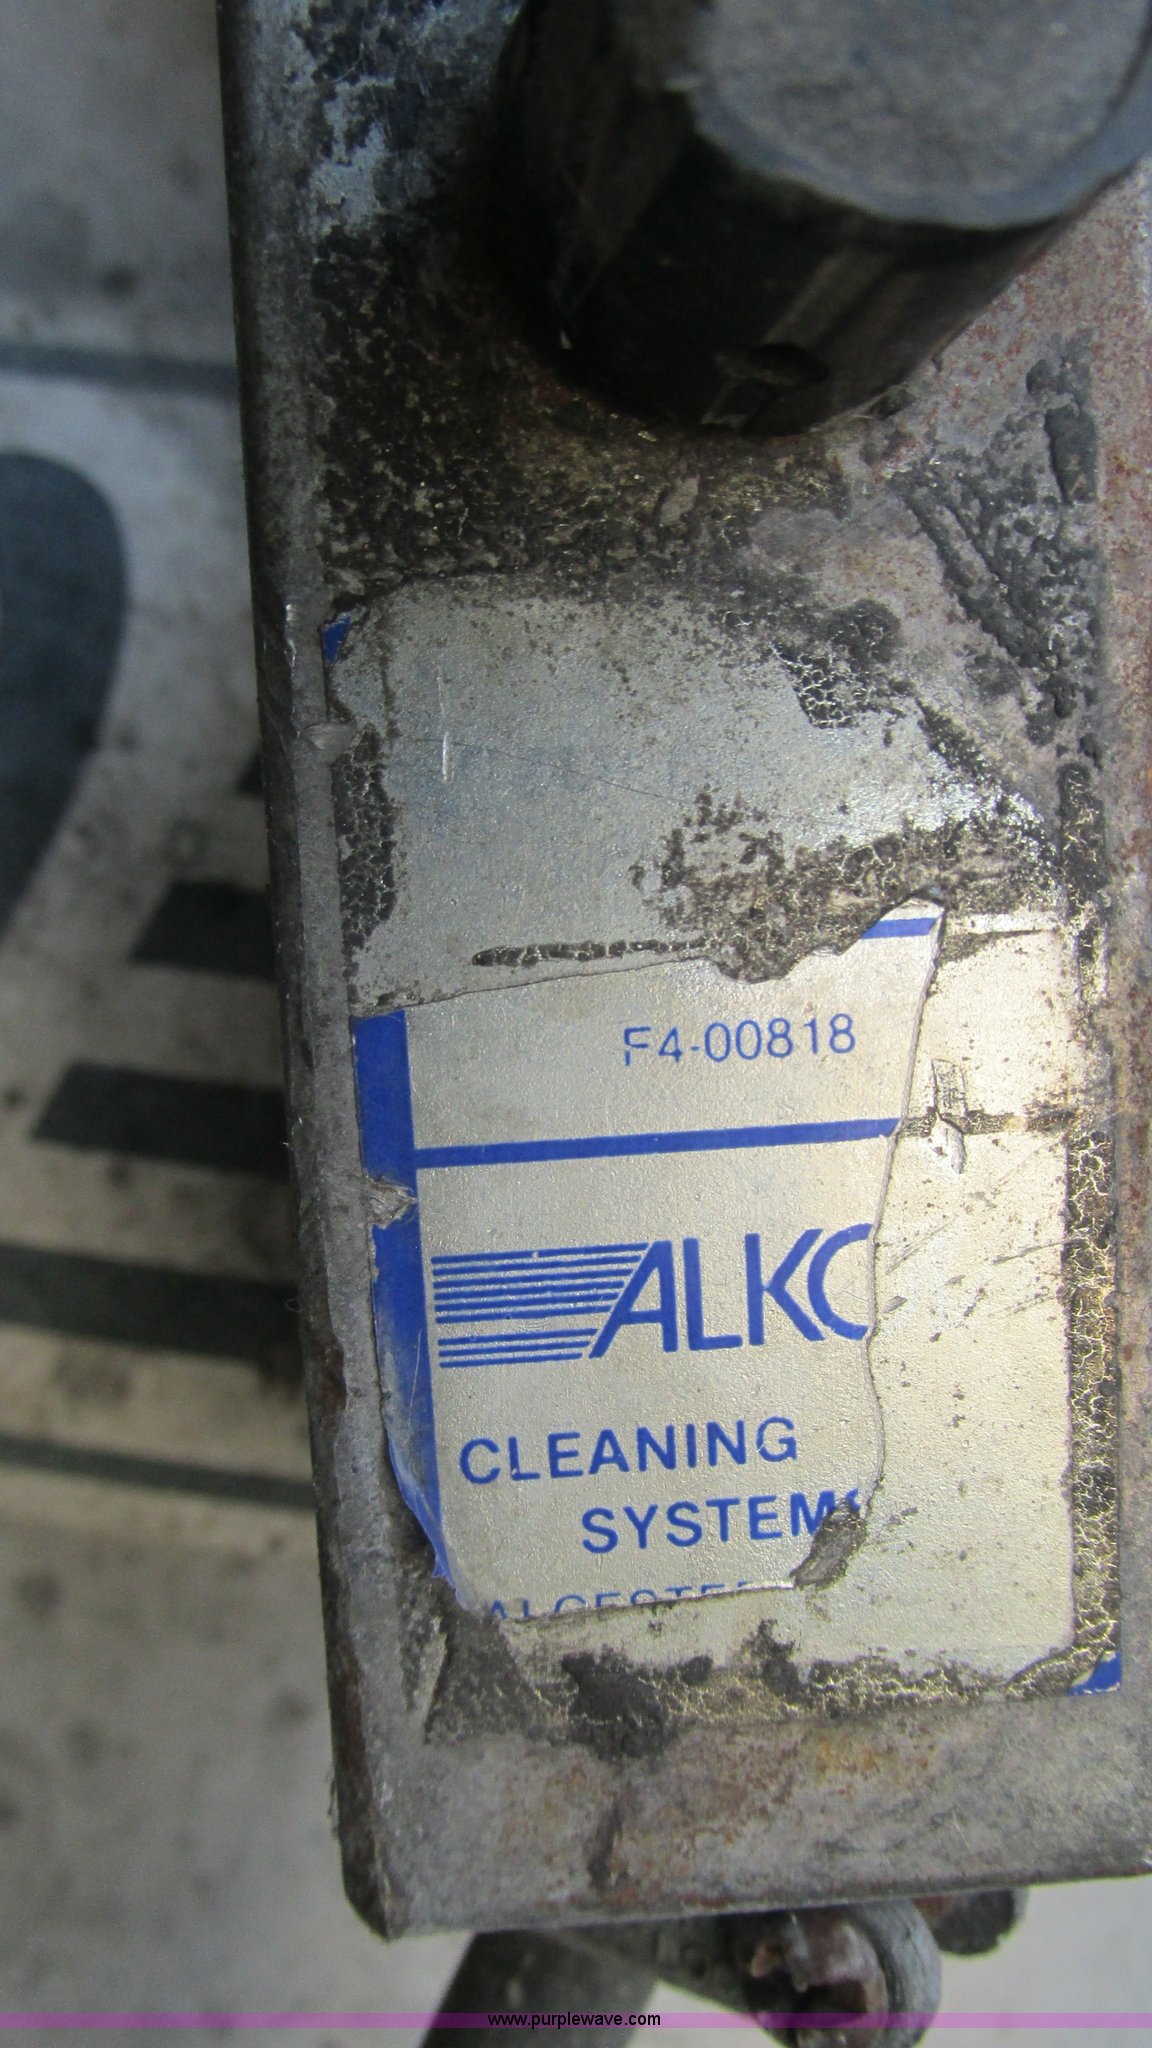 F4-00818
ALKO
CLEANING
SYSTEMS
www.purplewave.com